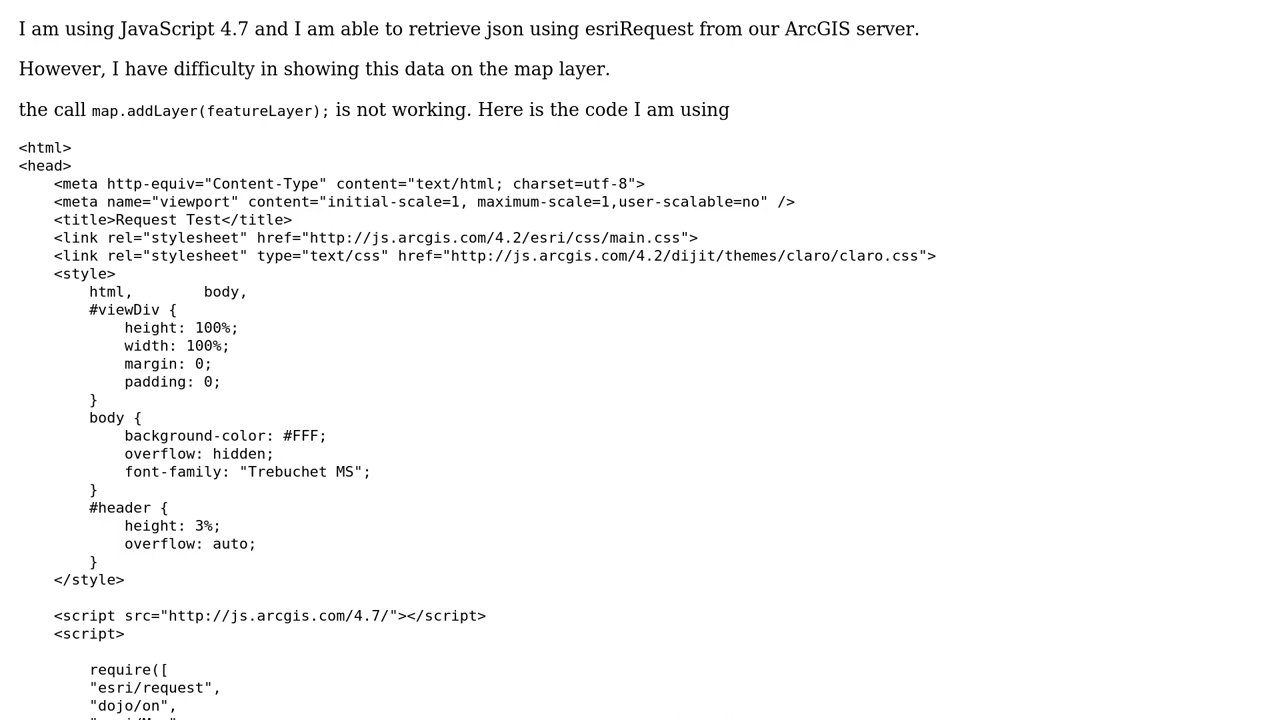 I am using JavaScript 4.7 and I am able to retrieve json using esriRequest from our ArcGIS server.
However, I have difficulty in showing this data on the map layer.
the call map.addLayer(featureLayer); is not working. Here is the code I am using
<html>
<head>
    <meta http-equiv="Content-Type" content="text/html; charset=utf-8">
    <meta name="viewport" content="initial-scale=1, maximum-scale=1,user-scalable=no" />
    <title>Request Test</title>
    <link rel="stylesheet" href="http://js.arcgis.com/4.2/esri/css/main.css">
    <link rel="stylesheet" type="text/css" href="http://js.arcgis.com/4.2/dijit/themes/claro/claro.css">
    <style>
        html,        body,
        #viewDiv {
            height: 100%;
            width: 100%;
            margin: 0;
            padding: 0;
        }
        body {
            background-color: #FFF;
            overflow: hidden;
            font-family: "Trebuchet MS";
        }
        #header {
            height: 3%;
            overflow: auto;
        }
    </style>
    <script src="http://js.arcgis.com/4.7/"></script>
    <script>
        require([
        "esri/request",
        "dojo/on",